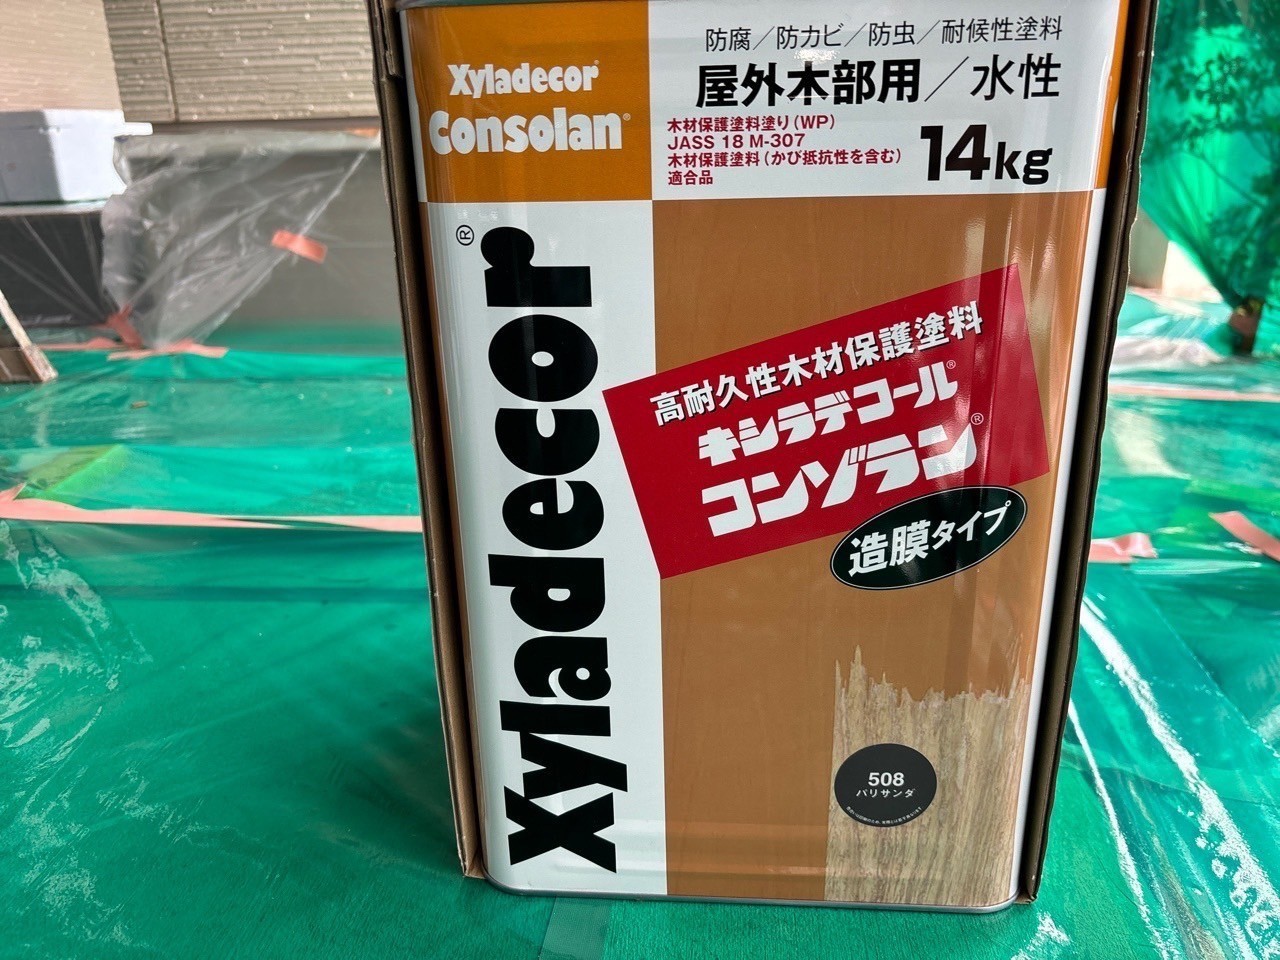 Xyladecor®
Consolan®
防腐／防カビ／防虫／耐候性塗料
屋外木部用／水性
木材保護塗料塗り(WP)
JASS 18 M-307
木材保護塗料(かび抵抗性を含む)
適合品
14kg
Xyladecor®
高耐久性木材保護塗料
キシラデコール®
コンゾラン®
造膜タイプ
508
パリサンダ